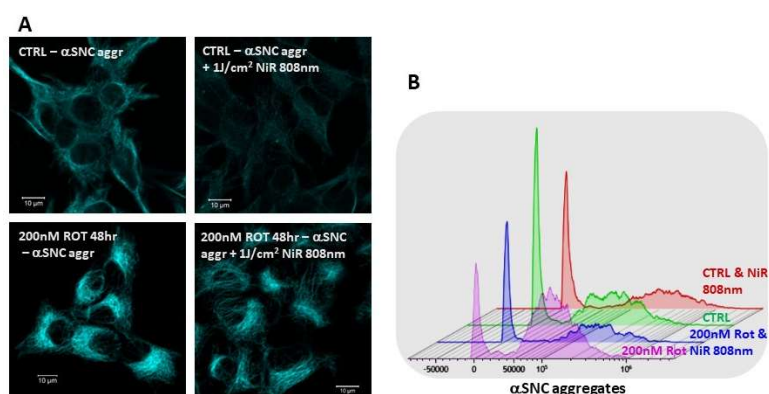 A
CTRL – αSNC aggr
10 µm
CTRL – αSNC aggr
+ 1J/cm² NiR 808nm
10 µm
200nM ROT 48hr
– αSNC aggr
10 µm
200nM ROT 48hr – αSNC
aggr + 1J/cm² NiR 808nm
10 µm
B
CTRL & NiR
808nm
CTRL
200nM Rot &
200nM Rot NiR 808nm
-50000 0 50000 10⁵ 10⁶
αSNC aggregates